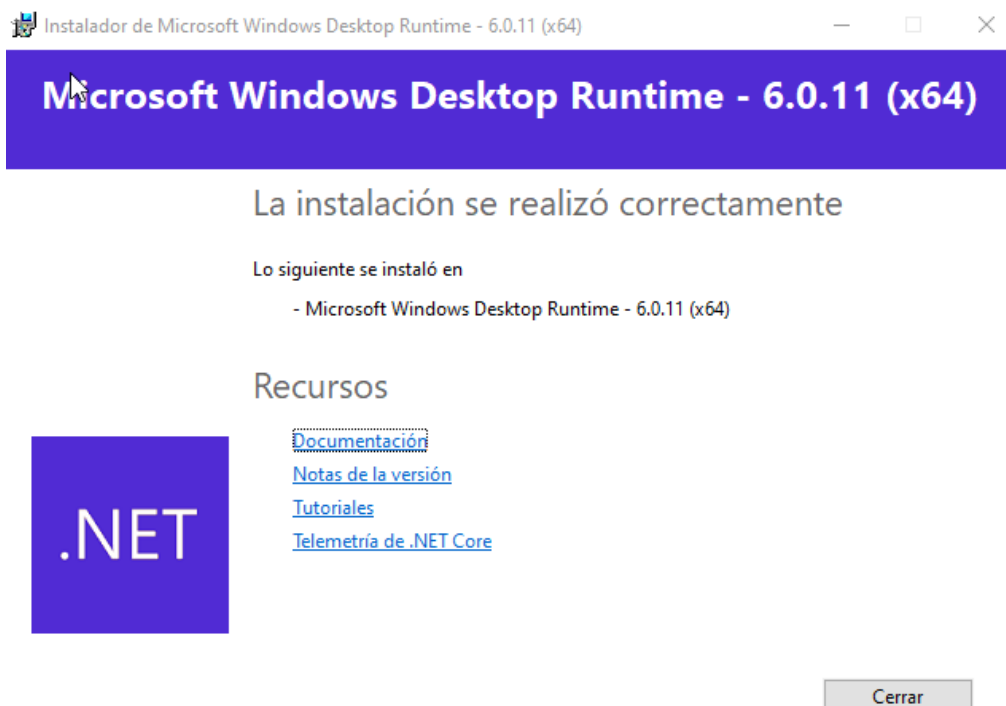 Instalador de Microsoft Windows Desktop Runtime - 6.0.11 (x64)
Microsoft Windows Desktop Runtime - 6.0.11 (x64)
La instalación se realizó correctamente
Lo siguiente se instaló en
- Microsoft Windows Desktop Runtime - 6.0.11 (x64)
Recursos
Documentación
Notas de la versión
Tutoriales
Telemetría de .NET Core
.NET
Cerrar